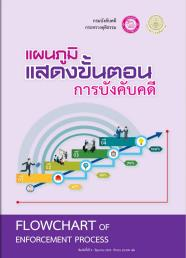 กรมบังคับคดี
กระทรวงยุติธรรม
แผนภูมิ
แสดงขั้นตอน
การบังคับคดี
FLOWCHART OF
ENFORCEMENT PROCESS